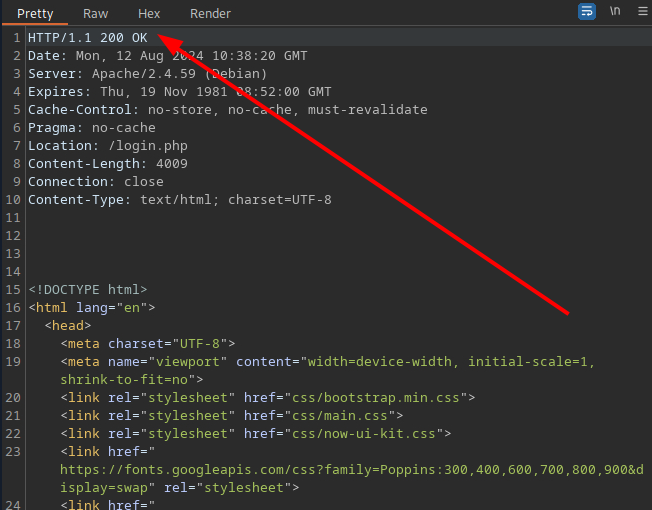 Pretty Raw Hex Render \n
1 HTTP/1.1 200 OK
2 Date: Mon, 12 Aug 2024 10:38:20 GMT
3 Server: Apache/2.4.59 (Debian)
4 Expires: Thu, 19 Nov 1981 08:52:00 GMT
5 Cache-Control: no-store, no-cache, must-revalidate
6 Pragma: no-cache
7 Location: /login.php
8 Content-Length: 4009
9 Connection: close
10 Content-Type: text/html; charset=UTF-8
11
12
13
14
15 <!DOCTYPE html>
16 <html lang="en">
17 <head>
18 <meta charset="UTF-8">
19 <meta name="viewport" content="width=device-width, initial-scale=1,
shrink-to-fit=no">
20 <link rel="stylesheet" href="css/bootstrap.min.css">
21 <link rel="stylesheet" href="css/main.css">
22 <link rel="stylesheet" href="css/now-ui-kit.css">
23 <link href="
https://fonts.googleapis.com/css?family=Poppins:300,400,600,700,800,900&d
isplay=swap" rel="stylesheet">
24 <link href="